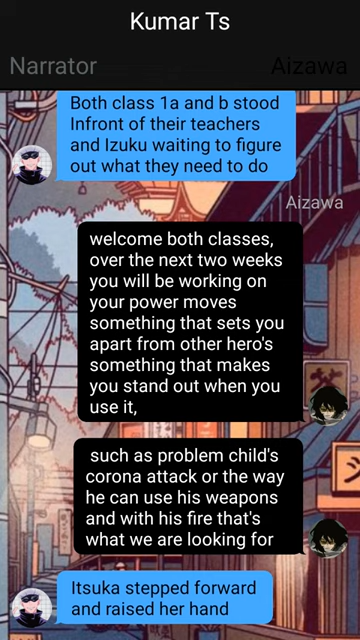 Kumar Ts
Narrator
Aizawa
Both class 1a and b stood
Infront of their teachers
and Izuku waiting to figure
out what they need to do
Aizawa
welcome both classes,
over the next two weeks
you will be working on
your power moves
something that sets you
apart from other hero's
something that makes
you stand out when you
use it,
such as problem child's
corona attack or the way
he can use his weapons
and with his fire that's
what we are looking for
Itsuka stepped forward
and raised her hand